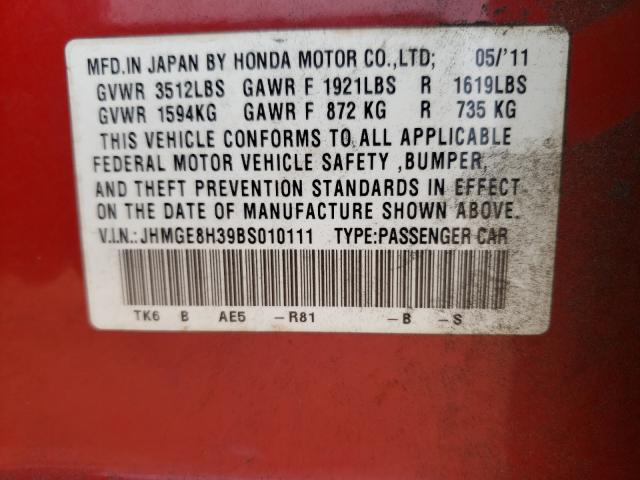 MFD.IN JAPAN BY HONDA MOTOR CO.,LTD; 05/'11
GVWR 3512LBS GAWR F 1921LBS R 1619LBS
GVWR 1594KG GAWR F 872 KG R 735 KG
THIS VEHICLE CONFORMS TO ALL APPLICABLE
FEDERAL MOTOR VEHICLE SAFETY ,BUMPER,
AND THEFT PREVENTION STANDARDS IN EFFECT
ON THE DATE OF MANUFACTURE SHOWN ABOVE.
V.I.N.:JHMGE8H39BS010111 TYPE:PASSENGER CAR
TK6 B AE5 -R81 -B -S